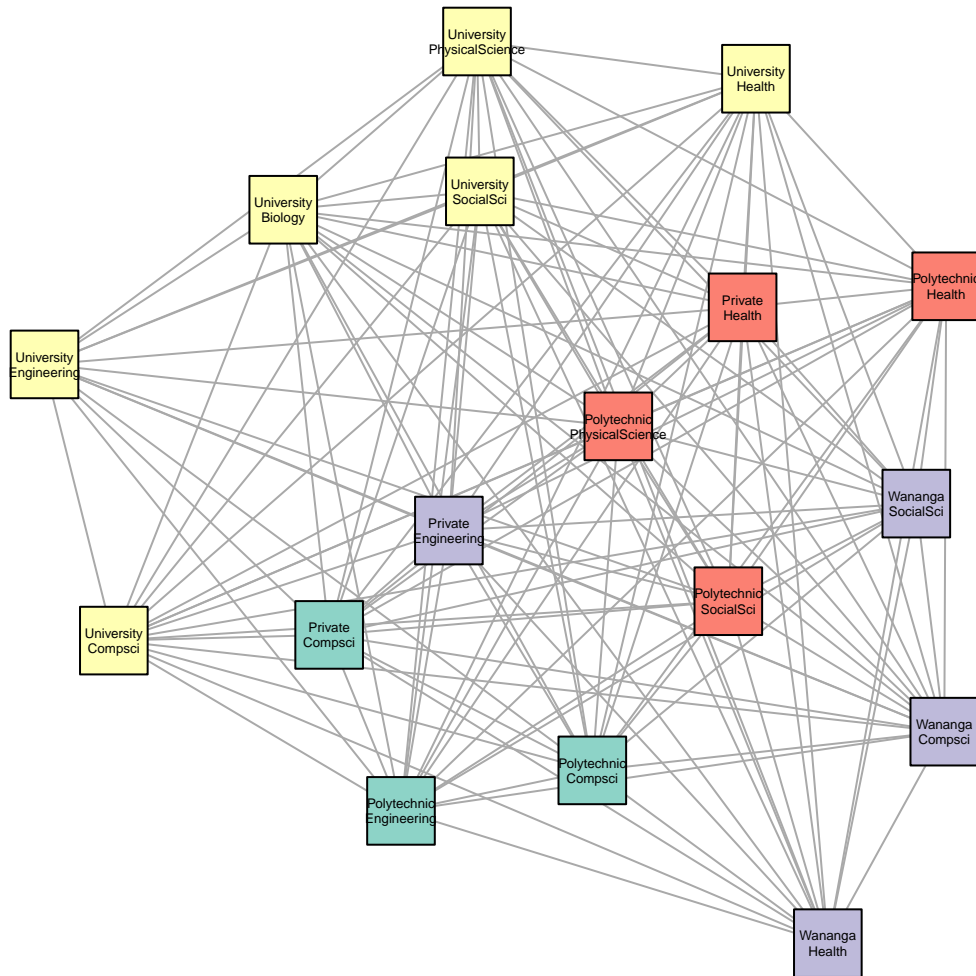 University
PhysicalScience
University
Health
University
SocialSci
University
Biology
Polytechnic
Health
Private
Health
University
Engineering
Polytechnic
PhysicalScience
Wananga
SocialSci
Private
Engineering
Polytechnic
SocialSci
University
Compsci
Private
Compsci
Wananga
Compsci
Polytechnic
Compsci
Polytechnic
Engineering
Wananga
Health